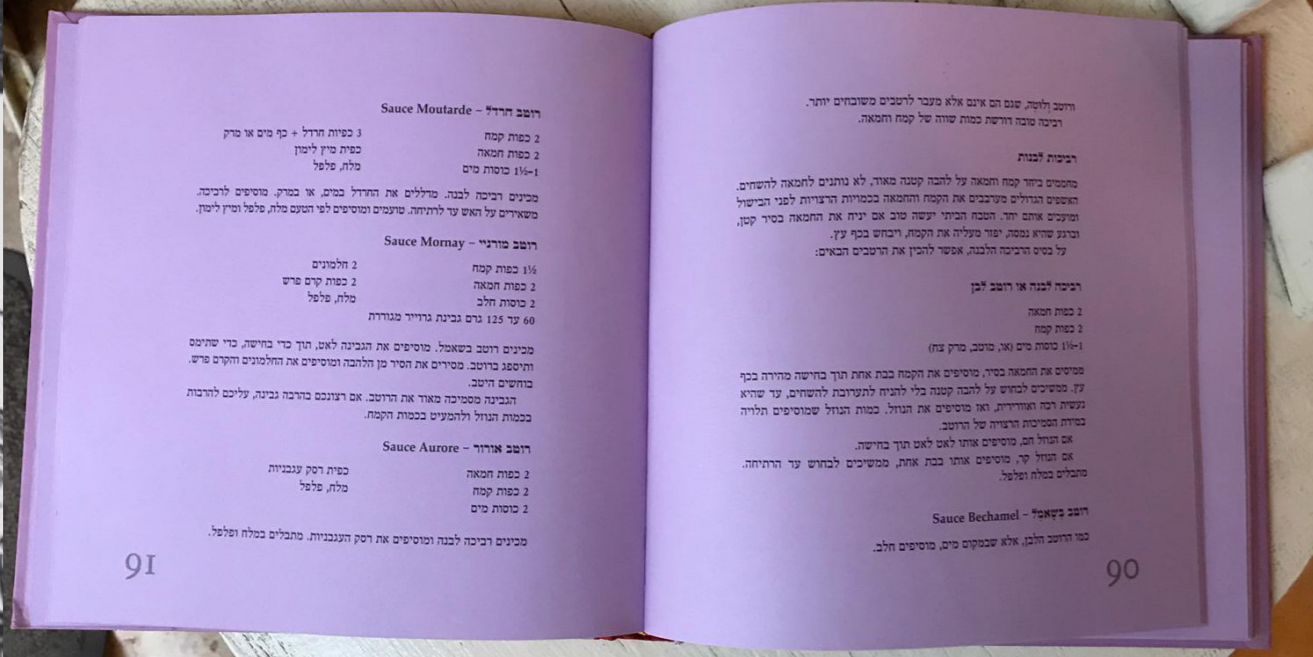 ורוטב וְלוּטֶה, שגם הם אינם אלא מעבר לרטבים משובחים יותר.
רביכה טובה דורשת כמות שווה של קמח וחמאה.
רביכות לבנות
מחממים ביחד קמח וחמאה על להבה קטנה מאוד, לא נותנים לחמאה להשחים.
האשפים הגדולים מערבבים את הקמח והחמאה בכמויות הרצויות לפני הבישול
ומועכים אותם יחד. הטבח הביתי יעשה טוב אם יניח את החמאה בסיר קטן,
וברגע שהיא נמסה, יפזר מעליה את הקמח, ויבחש בכף עץ.
על בסיס הרביכה הלבנה, אפשר להכין את הרטבים הבאים:
רביכה לבנה או רוטב לבן
2 כפות חמאה
2 כפות קמח
1–1½ כוסות מים (או, מוטב, מרק צח)
ממיסים את החמאה בסיר, מוסיפים את הקמח בבת אחת תוך בחישה מהירה בכף
עץ. ממשיכים לבחוש על להבה קטנה בלי להניח לתערובת להשחים, עד שהיא
נעשית רכה ואוורירית, ואז מוסיפים את הנוזל. כמות הנוזל שמוסיפים תלויה
במידת הסמיכות הרצויה של הרוטב.
אם הנוזל חם, מוסיפים אותו לאט לאט תוך בחישה.
אם הנוזל קר, מוסיפים אותו בבת אחת, ממשיכים לבחוש עד הרתיחה.
מתבלים במלח ופלפל.
רוטב בֶּשָאמֶל – Sauce Bechamel
כמו הרוטב הלבן, אלא שבמקום מים, מוסיפים חלב.
90
רוטב חרדל – Sauce Moutarde
2 כפות קמח
2 כפות חמאה
1–1½ כוסות מים
3 כפיות חרדל + כף מים או מרק
כפית מיץ לימון
מלח, פלפל
מכינים רביכה לבנה. מדללים את החרדל במים, או במרק. מוסיפים לרביכה.
משאירים על האש עד לרתיחה. טועמים ומוסיפים לפי הטעם מלח, פלפל ומיץ לימון.
רוטב מורניי – Sauce Mornay
1½ כפות קמח
2 כפות חמאה
2 כוסות חלב
60 עד 125 גרם גבינת גרוייר מגוררת
2 חלמונים
2 כפות קרם פרש
מלח, פלפל
מכינים רוטב בשאמל. מוסיפים את הגבינה לאט, תוך כדי בחישה, כדי שתימס
ותיספג ברוטב. מסירים את הסיר מן הלהבה ומוסיפים את החלמונים והקרם פרש.
בוחשים היטב.
הגבינה מסמיכה מאוד את הרוטב. אם רצונכם בהרבה גבינה, עליכם להרבות
בכמות הנוזל ולהמעיט בכמות הקמח.
רוטב אורור – Sauce Aurore
2 כפות חמאה
2 כפות קמח
2 כוסות מים
כפית רסק עגבניות
מלח, פלפל
מכינים רביכה לבנה ומוסיפים את רסק העגבניות. מתבלים במלח ופלפל.
91